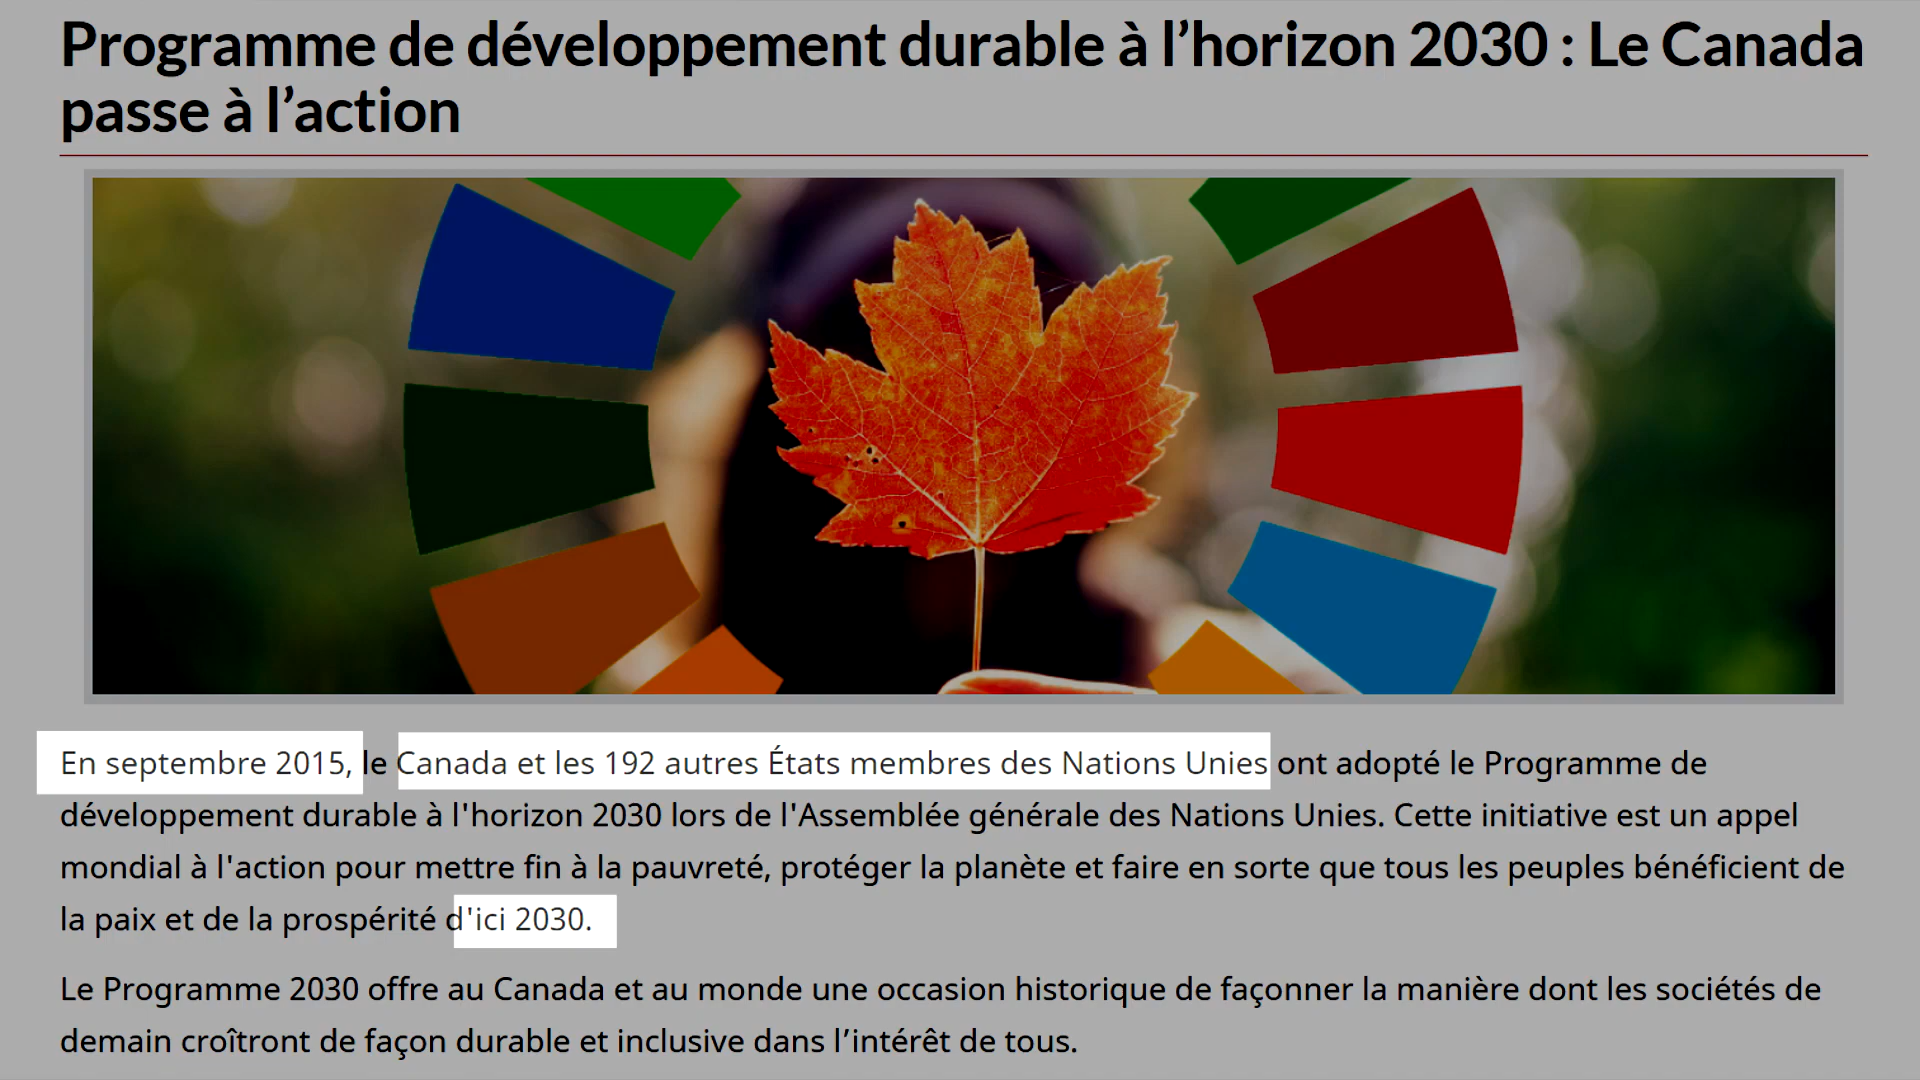 Programme de développement durable à l’horizon 2030 : Le Canada
passe à l’action
En septembre 2015, le Canada et les 192 autres États membres des Nations Unies ont adopté le Programme de
développement durable à l'horizon 2030 lors de l'Assemblée générale des Nations Unies. Cette initiative est un appel
mondial à l'action pour mettre fin à la pauvreté, protéger la planète et faire en sorte que tous les peuples bénéficient de
la paix et de la prospérité d'ici 2030.
Le Programme 2030 offre au Canada et au monde une occasion historique de façonner la manière dont les sociétés de
demain croîtront de façon durable et inclusive dans l’intérêt de tous.